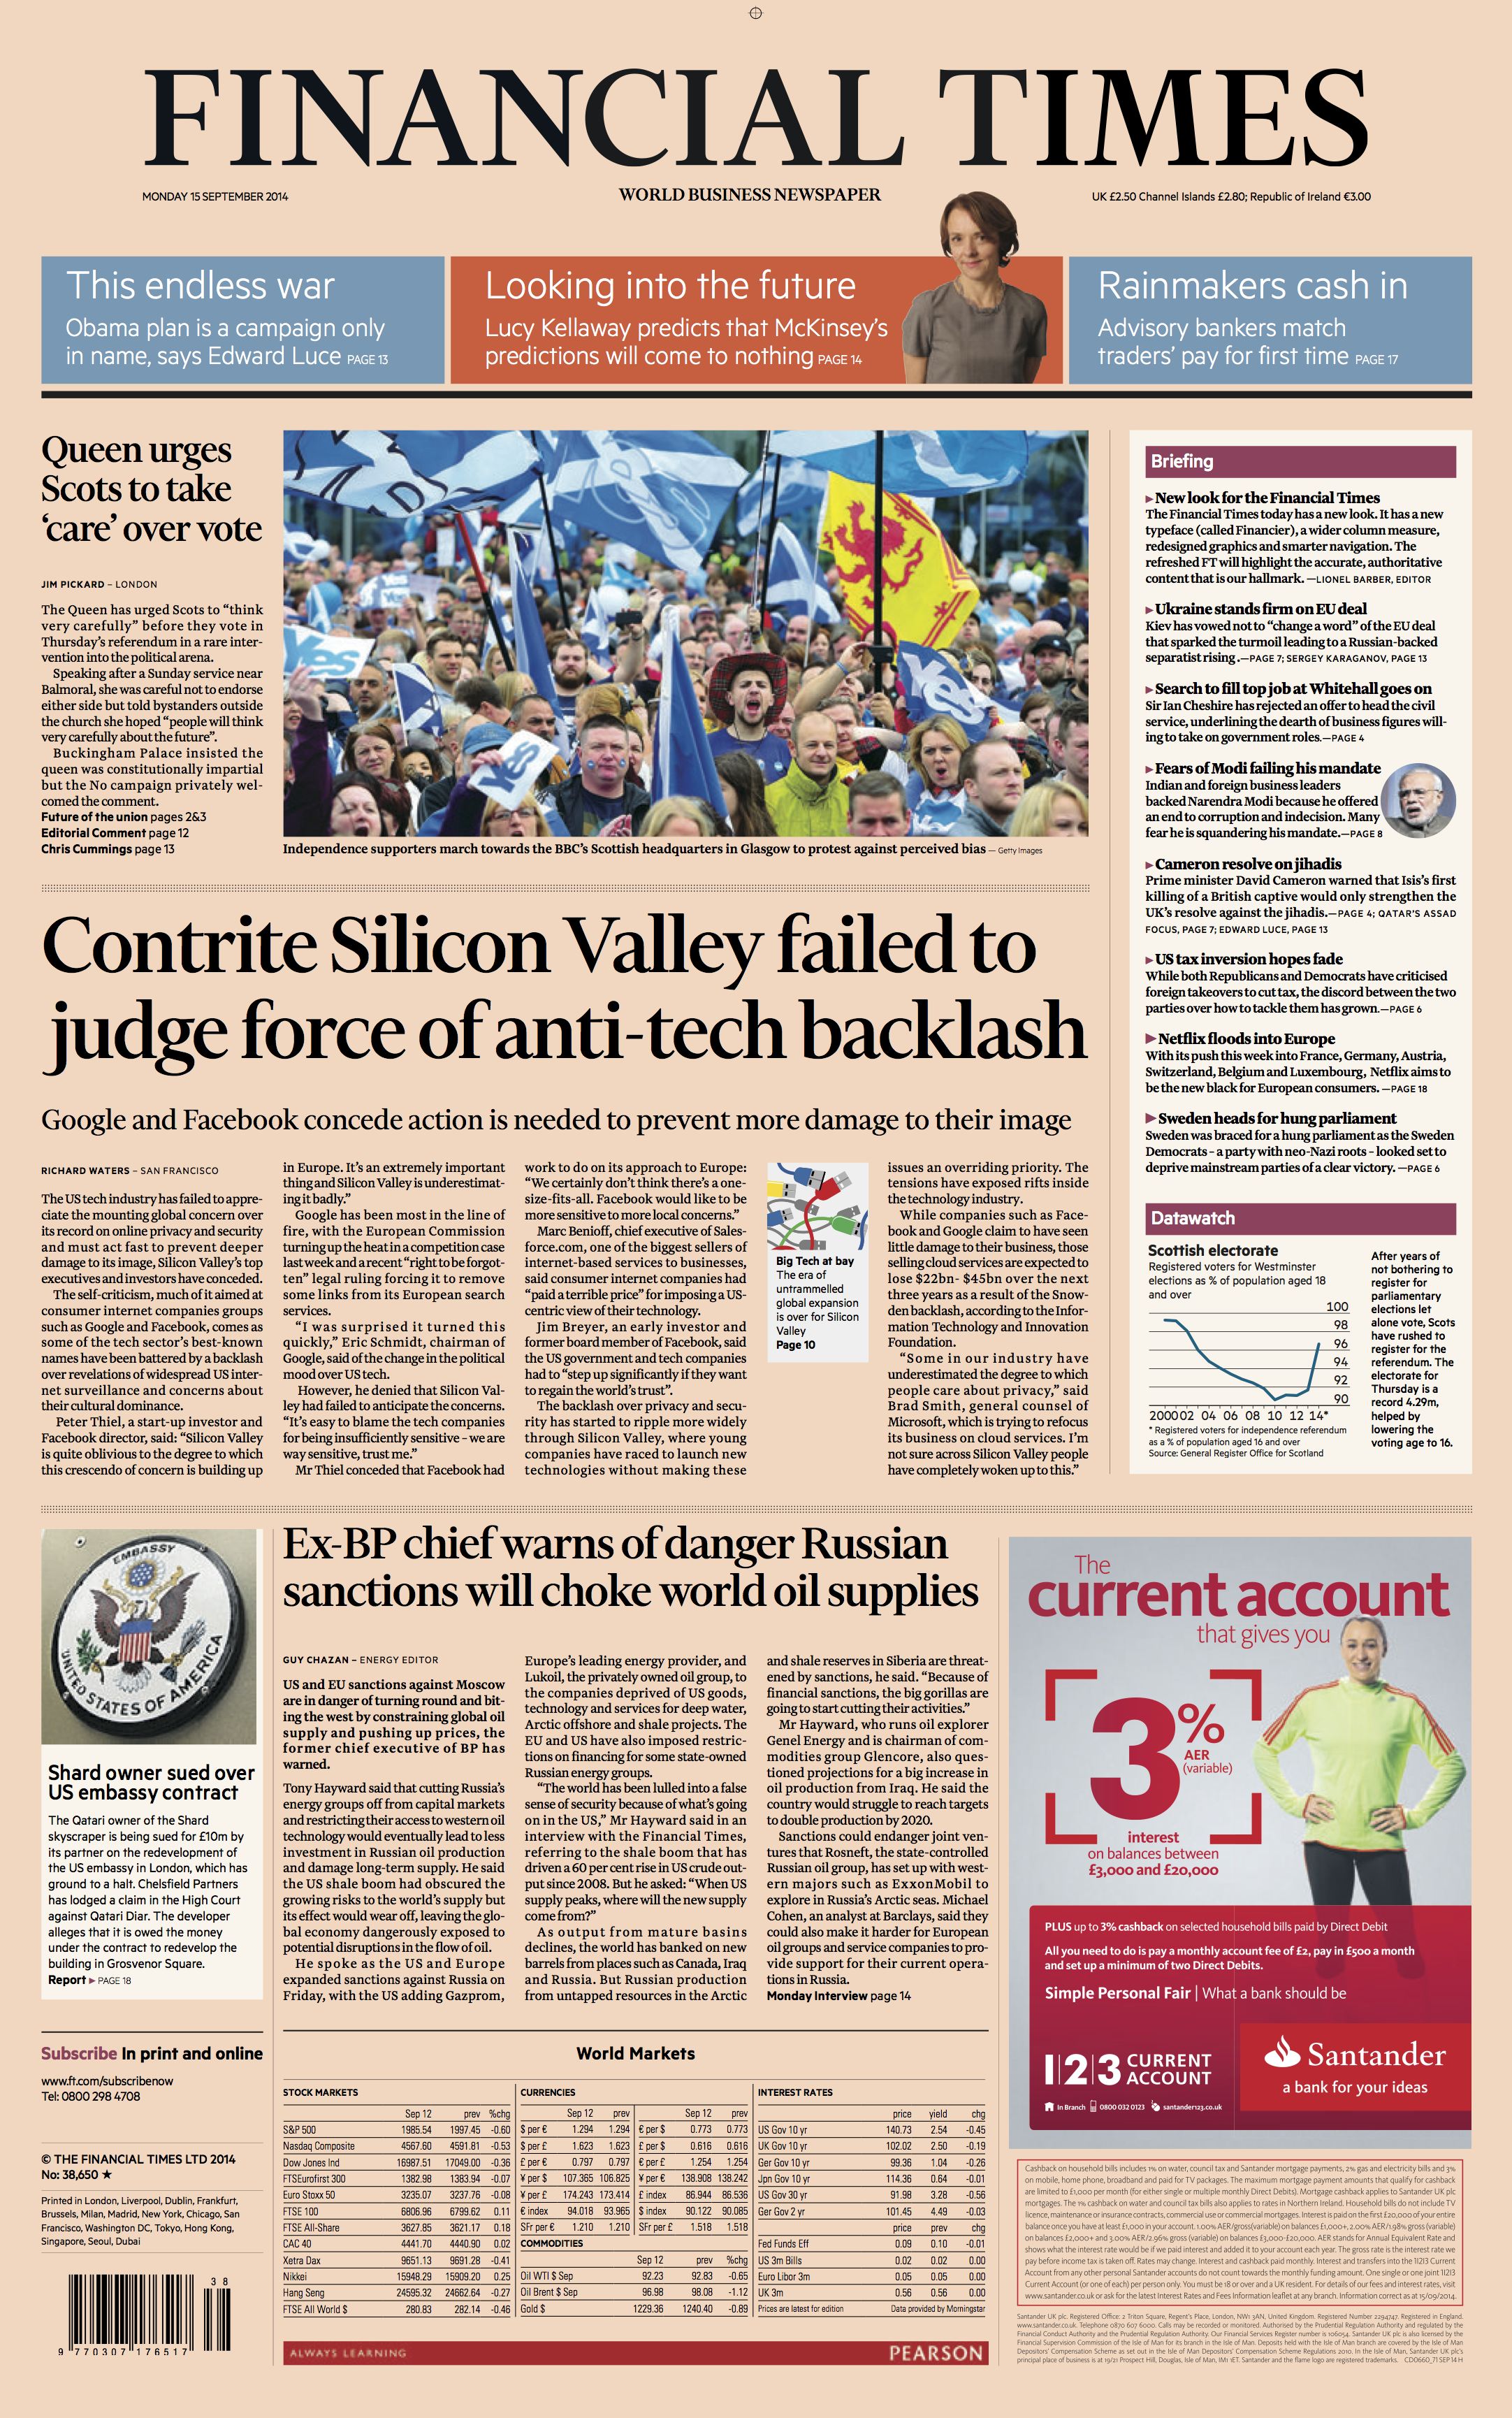 FINANCIAL TIMES
MONDAY 15 SEPTEMBER 2014
WORLD BUSINESS NEWSPAPER
UK £2.50 Channel Islands £2.80; Republic of Ireland €3.00
This endless war
Obama plan is a campaign only
in name, says Edward Luce PAGE 13
Looking into the future
Lucy Kellaway predicts that McKinsey's
predictions will come to nothing PAGE 14
Rainmakers cash in
Advisory bankers match
traders' pay for first time PAGE 17
Queen urges
Scots to take
‘care’ over vote
JIM PICKARD – LONDON
The Queen has urged Scots to “think
very carefully” before they vote in
Thursday's referendum in a rare inter-
vention into the political arena.
Speaking after a Sunday service near
Balmoral, she was careful not to endorse
either side but told bystanders outside
the church she hoped “people will think
very carefully about the future”.
Buckingham Palace insisted the
queen was constitutionally impartial
but the No campaign privately wel-
comed the comment.
Future of the union pages 2&3
Editorial Comment page 12
Chris Cummings page 13
Yes
Yes
Yes
Yes
Independence supporters march towards the BBC's Scottish headquarters in Glasgow to protest against perceived bias — Getty Images
Contrite Silicon Valley failed to
judge force of anti-tech backlash
Google and Facebook concede action is needed to prevent more damage to their image
RICHARD WATERS – SAN FRANCISCO
The US tech industry has failed to appre-
ciate the mounting global concern over
its record on online privacy and security
and must act fast to prevent deeper
damage to its image, Silicon Valley's top
executives and investors have conceded.
The self-criticism, much of it aimed at
consumer internet companies groups
such as Google and Facebook, comes as
some of the tech sector's best-known
names have been battered by a backlash
over revelations of widespread US inter-
net surveillance and concerns about
their cultural dominance.
Peter Thiel, a start-up investor and
Facebook director, said: “Silicon Valley
is quite oblivious to the degree to which
this crescendo of concern is building up
in Europe. It's an extremely important
thing and Silicon Valley is underestimat-
ing it badly.”
Google has been most in the line of
fire, with the European Commission
turning up the heat in a competition case
last week and a recent “right to be forgot-
ten” legal ruling forcing it to remove
some links from its European search
services.
“I was surprised it turned this
quickly,” Eric Schmidt, chairman of
Google, said of the change in the political
mood over US tech.
However, he denied that Silicon Val-
ley had failed to anticipate the concerns.
“It's easy to blame the tech companies
for being insufficiently sensitive – we are
way sensitive, trust me.”
Mr Thiel conceded that Facebook had
work to do on its approach to Europe:
“We certainly don't think there's a one-
size-fits-all. Facebook would like to be
more sensitive to more local concerns.”
Marc Benioff, chief executive of Sales-
force.com, one of the biggest sellers of
internet-based services to businesses,
said consumer internet companies had
“paid a terrible price” for imposing a US-
centric view of their technology.
Jim Breyer, an early investor and
former board member of Facebook, said
the US government and tech companies
had to “step up significantly if they want
to regain the world's trust”.
The backlash over privacy and secu-
rity has started to ripple more widely
through Silicon Valley, where young
companies have raced to launch new
technologies without making these
Big Tech at bay
The era of
untrammelled
global expansion
is over for Silicon
Valley
Page 10
issues an overriding priority. The
tensions have exposed rifts inside
the technology industry.
While companies such as Face-
book and Google claim to have seen
little damage to their business, those
selling cloud services are expected to
lose $22bn- $45bn over the next
three years as a result of the Snow-
den backlash, according to the Infor-
mation Technology and Innovation
Foundation.
“Some in our industry have
underestimated the degree to which
people care about privacy,” said
Brad Smith, general counsel of
Microsoft, which is trying to refocus
its business on cloud services. I'm
not sure across Silicon Valley people
have completely woken up to this.”
Briefing
▶ New look for the Financial Times
The Financial Times today has a new look. It has a new
typeface (called Financier), a wider column measure,
redesigned graphics and smarter navigation. The
refreshed FT will highlight the accurate, authoritative
content that is our hallmark. —LIONEL BARBER, EDITOR
▶ Ukraine stands firm on EU deal
Kiev has vowed not to “change a word” of the EU deal
that sparked the turmoil leading to a Russian-backed
separatist rising .—PAGE 7; SERGEY KARAGANOV, PAGE 13
▶ Search to fill top job at Whitehall goes on
Sir Ian Cheshire has rejected an offer to head the civil
service, underlining the dearth of business figures will-
ing to take on government roles.—PAGE 4
▶ Fears of Modi failing his mandate
Indian and foreign business leaders
backed Narendra Modi because he offered
an end to corruption and indecision. Many
fear he is squandering his mandate.—PAGE 8
▶ Cameron resolve on jihadis
Prime minister David Cameron warned that Isis's first
killing of a British captive would only strengthen the
UK's resolve against the jihadis.—PAGE 4; QATAR'S ASSAD
FOCUS, PAGE 7; EDWARD LUCE, PAGE 13
▶ US tax inversion hopes fade
While both Republicans and Democrats have criticised
foreign takeovers to cut tax, the discord between the two
parties over how to tackle them has grown.—PAGE 6
▶ Netflix floods into Europe
With its push this week into France, Germany, Austria,
Switzerland, Belgium and Luxembourg, Netflix aims to
be the new black for European consumers. —PAGE 18
▶ Sweden heads for hung parliament
Sweden was braced for a hung parliament as the Sweden
Democrats – a party with neo-Nazi roots – looked set to
deprive mainstream parties of a clear victory. —PAGE 6
Datawatch
Scottish electorate
Registered voters for Westminster
elections as % of population aged 18
and over
100
98
96
94
92
90
2000 02 04 06 08 10 12 14*
* Registered voters for independence referendum
as a % of population aged 16 and over
Source: General Register Office for Scotland
After years of
not bothering to
register for
parliamentary
elections let
alone vote, Scots
have rushed to
register for the
referendum. The
electorate for
Thursday is a
record 4.29m,
helped by
lowering the
voting age to 16.
EMBASSY
UNITED STATES OF AMERICA
Shard owner sued over
US embassy contract
The Qatari owner of the Shard
skyscraper is being sued for £10m by
its partner on the redevelopment of
the US embassy in London, which has
ground to a halt. Chelsfield Partners
has lodged a claim in the High Court
against Qatari Diar. The developer
alleges that it is owed the money
under the contract to redevelop the
building in Grosvenor Square.
Report ▶ PAGE 18
Subscribe In print and online
www.ft.com/subscribenow
Tel: 0800 298 4708
© THE FINANCIAL TIMES LTD 2014
No: 38,650 ★
Printed in London, Liverpool, Dublin, Frankfurt,
Brussels, Milan, Madrid, New York, Chicago, San
Francisco, Washington DC, Tokyo, Hong Kong,
Singapore, Seoul, Dubai
3 8
9 770307 176517
Ex-BP chief warns of danger Russian
sanctions will choke world oil supplies
GUY CHAZAN – ENERGY EDITOR
US and EU sanctions against Moscow
are in danger of turning round and bit-
ing the west by constraining global oil
supply and pushing up prices, the
former chief executive of BP has
warned.
Tony Hayward said that cutting Russia's
energy groups off from capital markets
and restricting their access to western oil
technology would eventually lead to less
investment in Russian oil production
and damage long-term supply. He said
the US shale boom had obscured the
growing risks to the world's supply but
its effect would wear off, leaving the glo-
bal economy dangerously exposed to
potential disruptions in the flow of oil.
He spoke as the US and Europe
expanded sanctions against Russia on
Friday, with the US adding Gazprom,
Europe's leading energy provider, and
Lukoil, the privately owned oil group, to
the companies deprived of US goods,
technology and services for deep water,
Arctic offshore and shale projects. The
EU and US have also imposed restric-
tions on financing for some state-owned
Russian energy groups.
“The world has been lulled into a false
sense of security because of what's going
on in the US,” Mr Hayward said in an
interview with the Financial Times,
referring to the shale boom that has
driven a 60 per cent rise in US crude out-
put since 2008. But he asked: “When US
supply peaks, where will the new supply
come from?”
As output from mature basins
declines, the world has banked on new
barrels from places such as Canada, Iraq
and Russia. But Russian production
from untapped resources in the Arctic
and shale reserves in Siberia are threat-
ened by sanctions, he said. “Because of
financial sanctions, the big gorillas are
going to start cutting their activities.”
Mr Hayward, who runs oil explorer
Genel Energy and is chairman of com-
modities group Glencore, also ques-
tioned projections for a big increase in
oil production from Iraq. He said the
country would struggle to reach targets
to double production by 2020.
Sanctions could endanger joint ven-
tures that Rosneft, the state-controlled
Russian oil group, has set up with west-
ern majors such as ExxonMobil to
explore in Russia's Arctic seas. Michael
Cohen, an analyst at Barclays, said they
could also make it harder for European
oil groups and service companies to pro-
vide support for their current opera-
tions in Russia.
Monday Interview page 14
World Markets
STOCK MARKETS
Sep 12 prev %chg
S&P 500 1985.54 1997.45 -0.60
Nasdaq Composite 4567.60 4591.81 -0.53
Dow Jones Ind 16987.51 17049.00 -0.36
FTSEurofirst 300 1382.98 1383.94 -0.07
Euro Stoxx 50 3235.07 3237.76 -0.08
FTSE 100 6806.96 6799.62 0.11
FTSE All-Share 3627.85 3621.17 0.18
CAC 40 4441.70 4440.90 0.02
Xetra Dax 9651.13 9691.28 -0.41
Nikkei 15948.29 15909.20 0.25
Hang Seng 24595.32 24662.64 -0.27
FTSE All World $ 280.83 282.14 -0.46
CURRENCIES
Sep 12 prev Sep 12 prev
$ per € 1.294 1.294 € per $ 0.773 0.773
$ per £ 1.623 1.623 £ per $ 0.616 0.616
£ per € 0.797 0.797 € per £ 1.254 1.254
¥ per $ 107.365 106.825 ¥ per € 138.908 138.242
¥ per £ 174.243 173.414 £ index 86.944 86.536
€ index 94.018 93.965 $ index 90.122 90.085
SFr per € 1.210 1.210 SFr per £ 1.518 1.518
COMMODITIES
Sep 12 prev %chg
Oil WTI $ Sep 92.23 92.83 -0.65
Oil Brent $ Sep 96.98 98.08 -1.12
Gold $ 1229.36 1240.40 -0.89
INTEREST RATES
price yield chg
US Gov 10 yr 140.73 2.54 -0.45
UK Gov 10 yr 102.02 2.50 -0.19
Ger Gov 10 yr 99.36 1.04 -0.26
Jpn Gov 10 yr 114.36 0.64 -0.01
US Gov 30 yr 91.98 3.28 -0.56
Ger Gov 2 yr 101.45 4.49 -0.03
price prev chg
Fed Funds Eff 0.09 0.10 -0.01
US 3m Bills 0.02 0.02 0.00
Euro Libor 3m 0.05 0.05 0.00
UK 3m 0.56 0.56 0.00
Prices are latest for edition Data provided by Morningstar
ALWAYS LEARNING PEARSON
The
current account
that gives you
3%
AER
(variable)
interest
on balances between
£3,000 and £20,000
PLUS up to 3% cashback on selected household bills paid by Direct Debit
All you need to do is pay a monthly account fee of £2, pay in £500 a month
and set up a minimum of two Direct Debits.
Simple Personal Fair | What a bank should be
1|2|3 CURRENT
ACCOUNT
In Branch 0800 032 0123 santander123.co.uk
Santander
a bank for your ideas
Cashback on household bills includes 1% on water, council tax and Santander mortgage payments, 2% gas and electricity bills and 3%
on mobile, home phone, broadband and paid for TV packages. The maximum mortgage payment amounts that qualify for cashback
are limited to £1,000 per month (for either single or multiple monthly Direct Debits). Mortgage cashback applies to Santander UK plc
mortgages. The 1% cashback on water and council tax bills also applies to rates in Northern Ireland. Household bills do not include TV
licence, maintenance or insurance contracts, commercial use or commercial mortgages. Interest is paid on the first £20,000 of your entire
balance once you have at least £1,000 in your account. 1.00% AER/gross(variable) on balances £1,000+, 2.00% AER/1.98% gross (variable)
on balances £2,000+ and 3.00% AER/2.96% gross (variable) on balances £3,000-£20,000. AER stands for Annual Equivalent Rate and
shows what the interest rate would be if we paid interest and added it to your account each year. The gross rate is the interest rate we
pay before income tax is taken off. Rates may change. Interest and cashback paid monthly. Interest and transfers into the 1|2|3 Current
Account from any other personal Santander accounts do not count towards the monthly funding amount. One single or one joint 1|2|3
Current Account (or one of each) per person only. You must be 18 or over and a UK resident. For details of our fees and interest rates, visit
www.santander.co.uk or ask for the latest Interest Rates and Fees Information leaflet at any branch. Information correct as at 15/09/2014.
Santander UK plc. Registered Office: 2 Triton Square, Regent's Place, London, NW1 3AN, United Kingdom. Registered Number 2294747. Registered in England.
www.santander.co.uk. Telephone 0870 607 6000. Calls may be recorded or monitored. Authorised by the Prudential Regulation Authority and regulated by the
Financial Conduct Authority and the Prudential Regulation Authority. Our Financial Services Register number is 106054. Santander UK plc is also licensed by the
Financial Supervision Commission of the Isle of Man for its branch in the Isle of Man. Deposits held with the Isle of Man branch are covered by the Isle of Man
Depositors' Compensation Scheme as set out in the Isle of Man Depositors' Compensation Scheme Regulations 2010. In the Isle of Man, Santander UK plc's
principal place of business is at 19/21 Prospect Hill, Douglas, Isle of Man, IM1 1ET. Santander and the flame logo are registered trademarks. CD0660_71 SEP 14 H